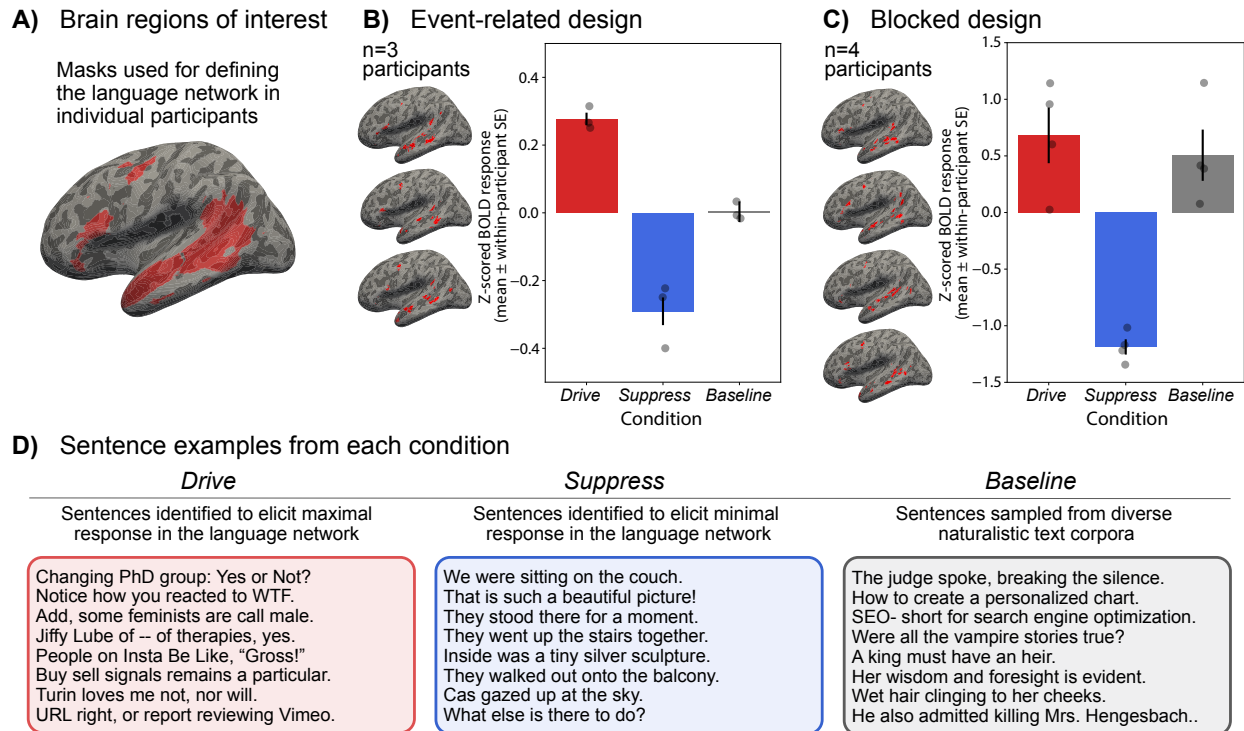 A) Brain regions of interest
Masks used for defining
the language network in
individual participants
B) Event-related design
n=3
participants
Z-scored BOLD response
(mean ± within-participant SE)
0.4
0.2
0.0
−0.2
−0.4
Drive
Suppress
Baseline
Condition
C) Blocked design
n=4
participants
Z-scored BOLD response
(mean ± within-participant SE)
1.5
1.0
0.5
0.0
−0.5
−1.0
−1.5
Drive
Suppress
Baseline
Condition
D) Sentence examples from each condition
Drive
Sentences identified to elicit maximal
response in the language network
Changing PhD group: Yes or Not?
Notice how you reacted to WTF.
Add, some feminists are call male.
Jiffy Lube of -- of therapies, yes.
People on Insta Be Like, “Gross!”
Buy sell signals remains a particular.
Turin loves me not, nor will.
URL right, or report reviewing Vimeo.
Suppress
Sentences identified to elicit minimal
response in the language network
We were sitting on the couch.
That is such a beautiful picture!
They stood there for a moment.
They went up the stairs together.
Inside was a tiny silver sculpture.
They walked out onto the balcony.
Cas gazed up at the sky.
What else is there to do?
Baseline
Sentences sampled from diverse
naturalistic text corpora
The judge spoke, breaking the silence.
How to create a personalized chart.
SEO- short for search engine optimization.
Were all the vampire stories true?
A king must have an heir.
Her wisdom and foresight is evident.
Wet hair clinging to her cheeks.
He also admitted killing Mrs. Hengesbach..